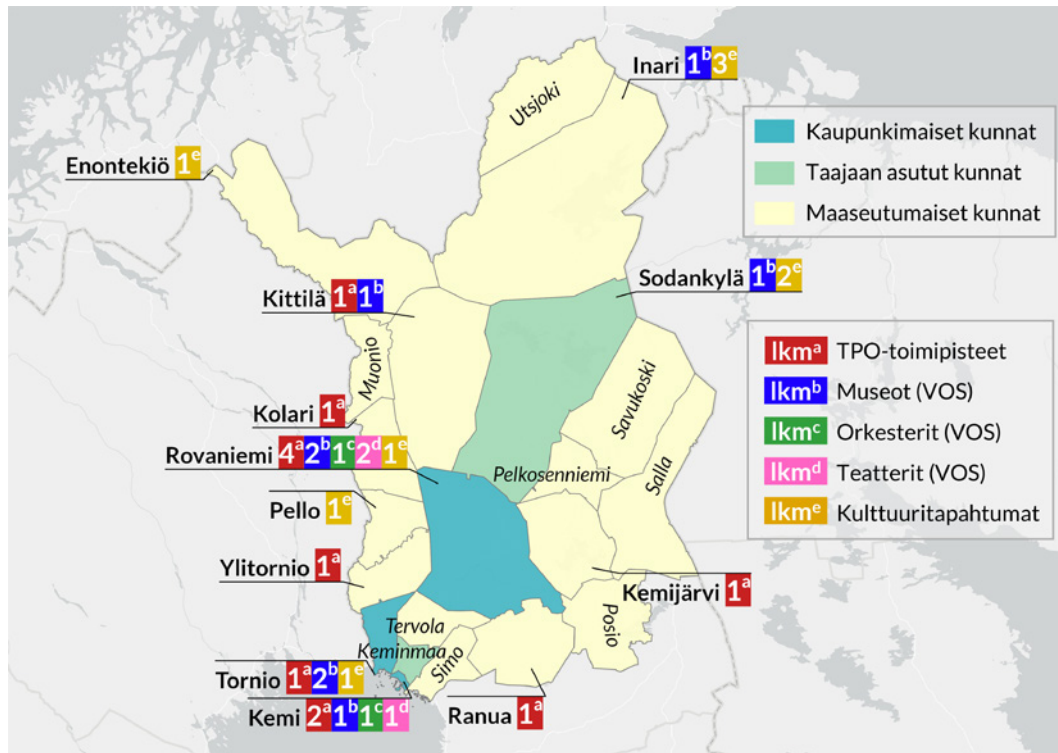 Inari 1b 3e
Utsjoki
Kaupunkimaiset kunnat
Taajaan asutut kunnat
Maaseutumaiset kunnat
Enontekiö 1e
Sodankylä 1b 2e
Kittilä 1a 1b
Muonio
Savukoski
lkma TPO-toimipisteet
lkmb Museot (VOS)
lkmc Orkesterit (VOS)
lkmd Teatterit (VOS)
lkme Kulttuuritapahtumat
Kolari 1a
Rovaniemi 4a 2b 1c 2d 1e
Pelkosenniemi
Salla
Pello 1e
Ylitornio 1a
Kemijärvi 1a
Tervola
Posio
Keminmaa
Simo
Tornio 1a 2b 1e
Kemi 2a 1b 1c 1d
Ranua 1a